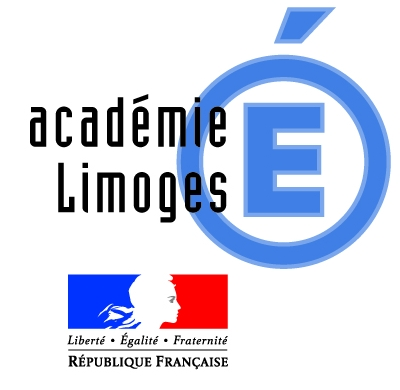 académie
Limoges
É
Liberté • Égalité • Fraternité
RÉPUBLIQUE FRANÇAISE